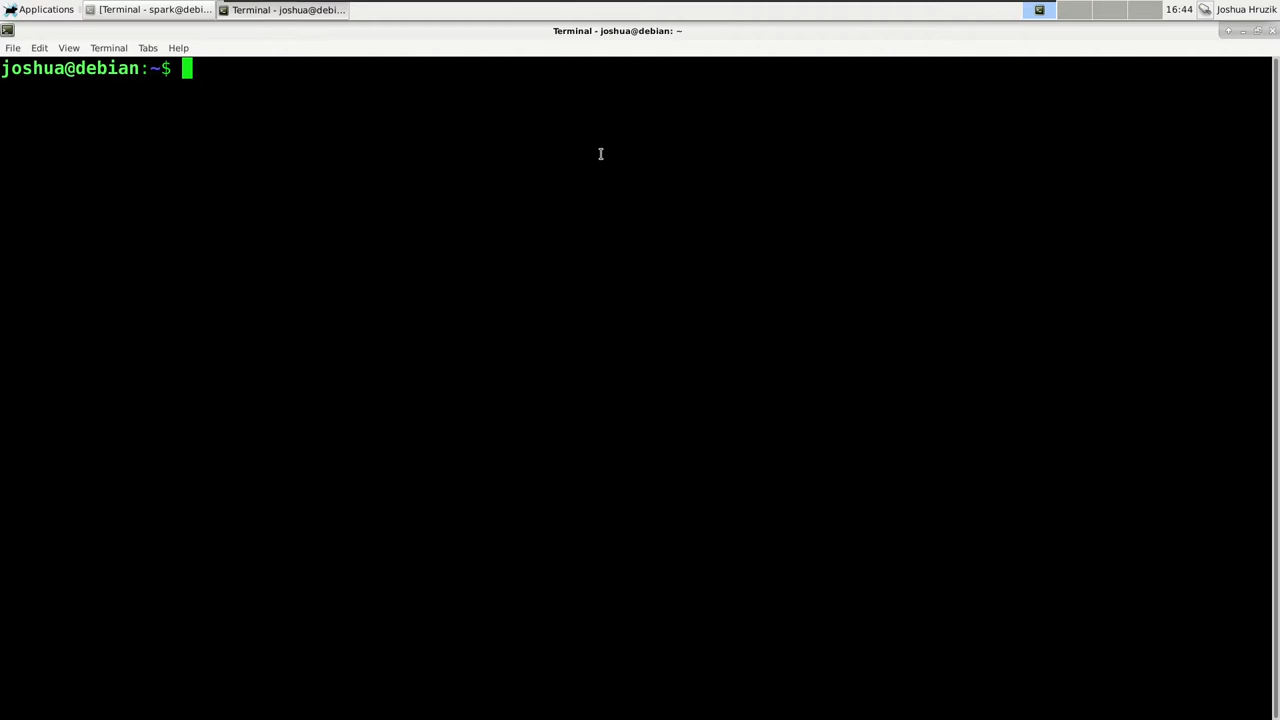 Applications [Terminal - spark@debi... Terminal - joshua@debi... 16:44 Joshua Hruzik
Terminal - joshua@debian: ~
File Edit View Terminal Tabs Help
joshua@debian:~$